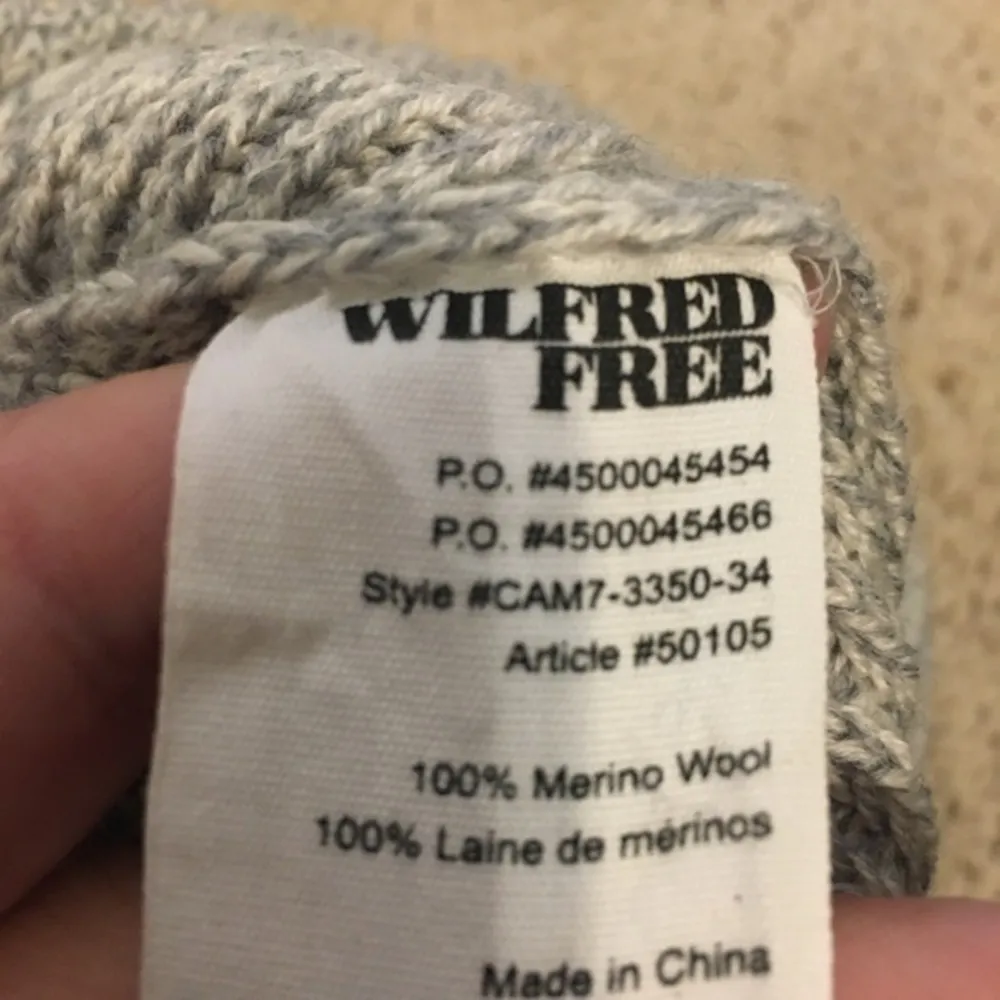 WILFRED
FREE
P.O. #4500045454
P.O. #4500045466
Style #CAM7-3350-34
Article #50105
100% Merino Wool
100% Laine de mérinos
Made in China